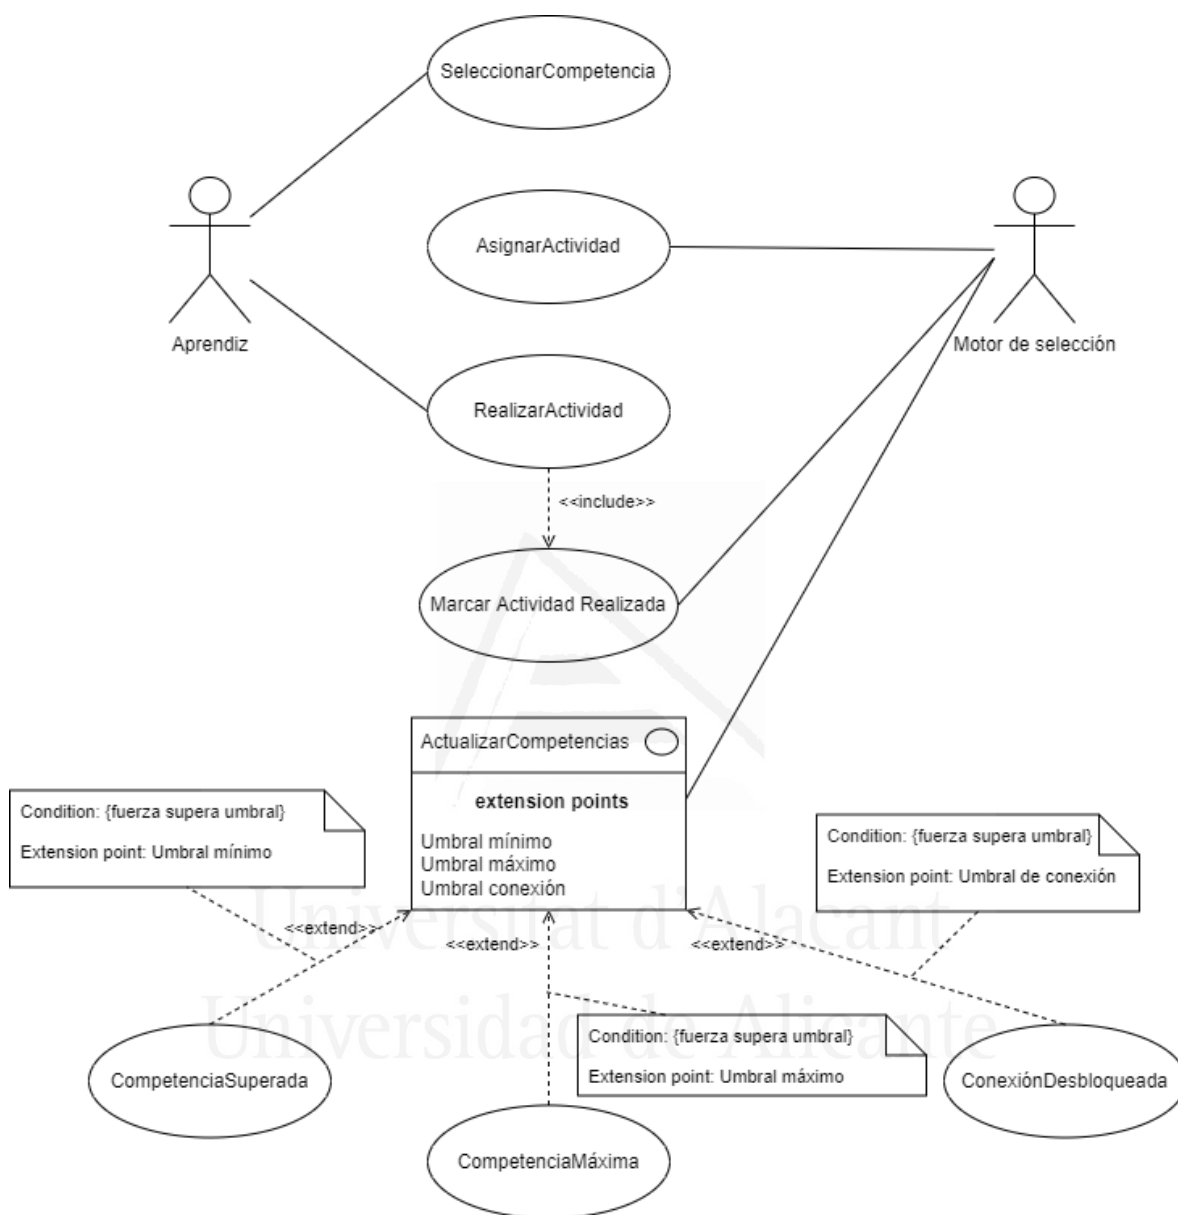 SeleccionarCompetencia
AsignarActividad
Aprendiz
Motor de selección
RealizarActividad
<<include>>
Marcar Actividad Realizada
ActualizarCompetencias
extension points
Umbral mínimo
Umbral máximo
Umbral conexión
Condition: {fuerza supera umbral}
Extension point: Umbral mínimo
Condition: {fuerza supera umbral}
Extension point: Umbral de conexión
<<extend>>
<<extend>>
<<extend>>
Universitat d'Alacant
Universidad de Alicante
Condition: {fuerza supera umbral}
Extension point: Umbral máximo
CompetenciaSuperada
ConexiónDesbloqueada
CompetenciaMáxima